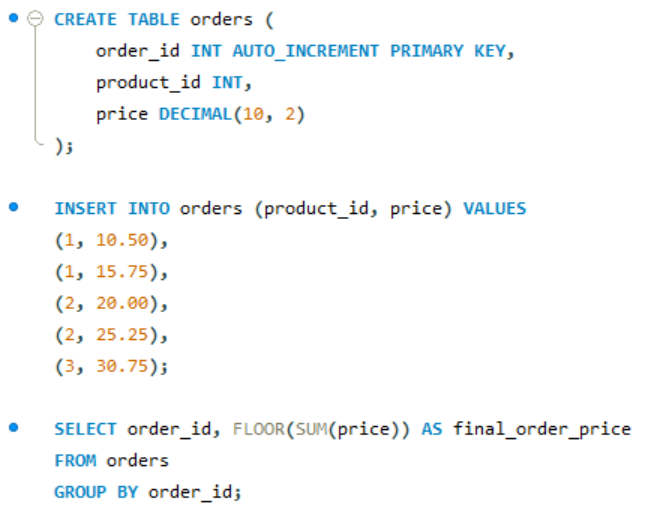 CREATE TABLE orders (
    order_id INT AUTO_INCREMENT PRIMARY KEY,
    product_id INT,
    price DECIMAL(10, 2)
);
INSERT INTO orders (product_id, price) VALUES
(1, 10.50),
(1, 15.75),
(2, 20.00),
(2, 25.25),
(3, 30.75);
SELECT order_id, FLOOR(SUM(price)) AS final_order_price
FROM orders
GROUP BY order_id;